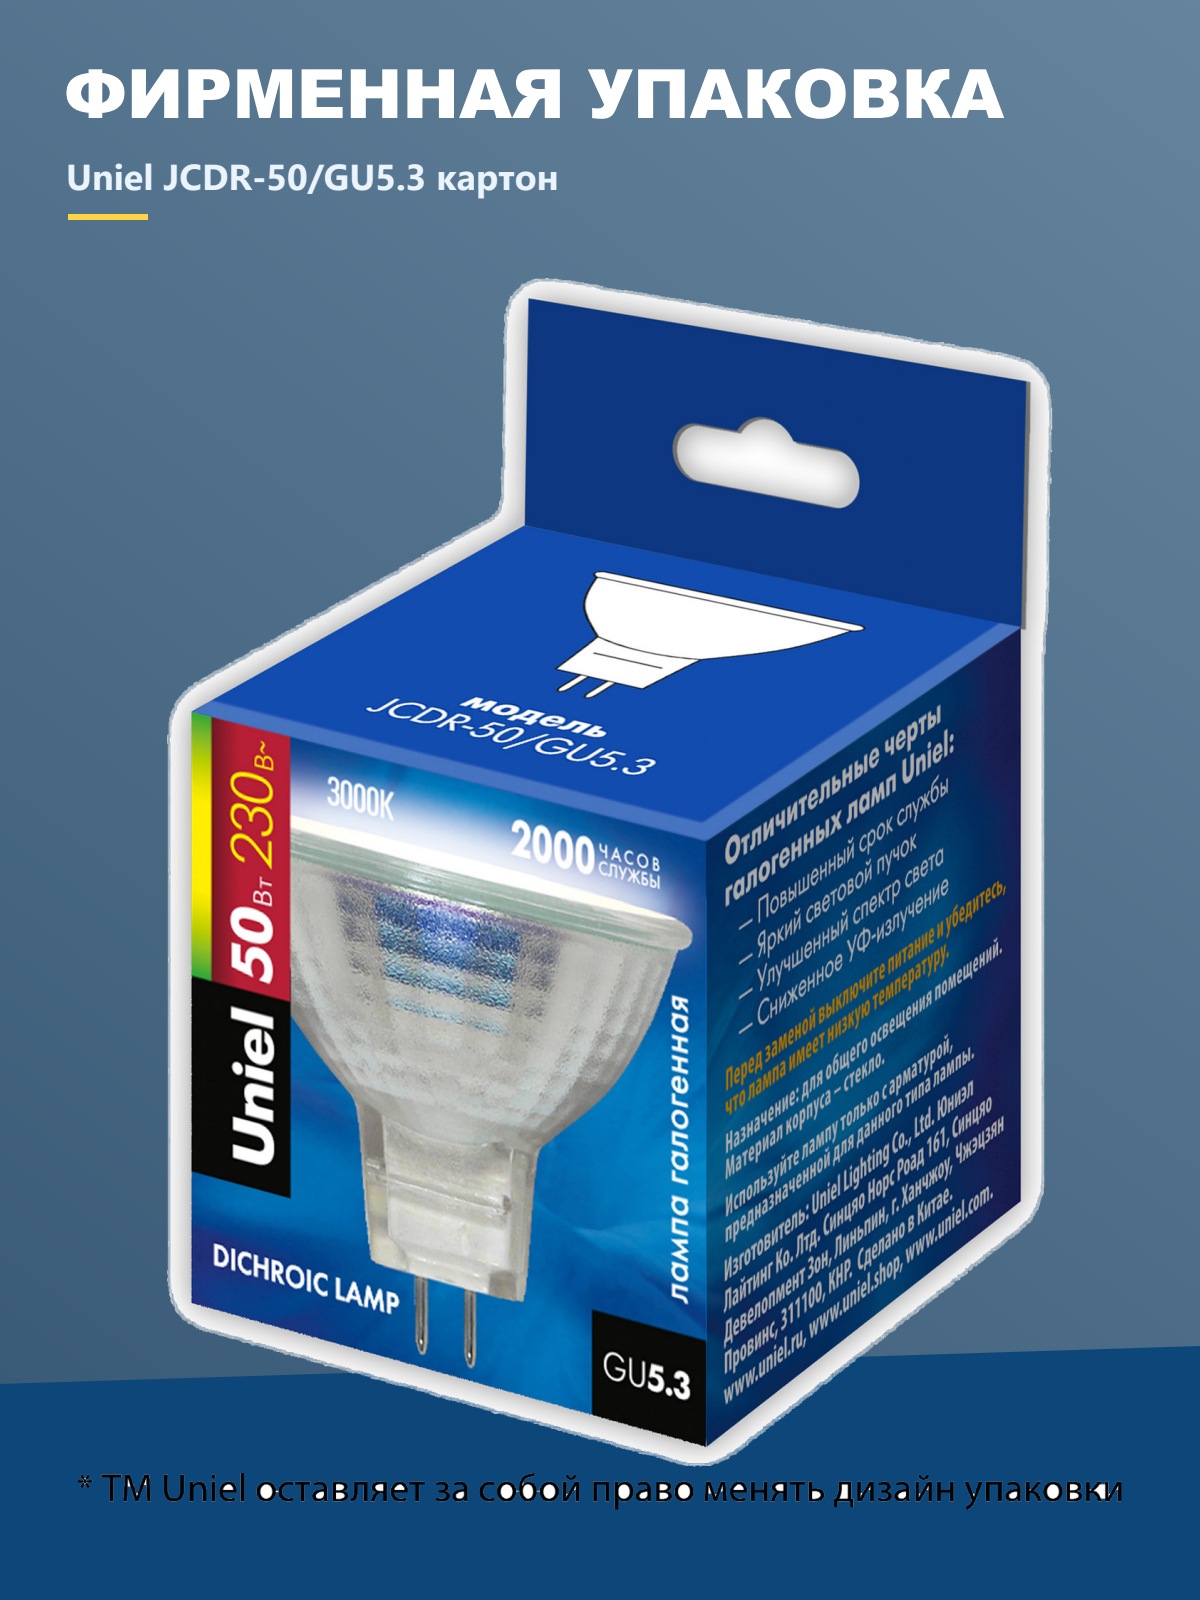 ФИРМЕННАЯ УПАКОВКА
Uniel JCDR-50/GU5.3 картон
модель
JCDR-50/GU5.3
Uniel 50Вт 230В~
3000K
2000 ЧАСОВ
СЛУЖБЫ
лампа галогенная
DICHROIC LAMP
GU5.3
Отличительные черты
галогенных ламп Uniel:
— Повышенный срок службы
— Яркий световой пучок
— Улучшенный спектр света
— Сниженное УФ-излучение
Перед заменой выключите питание и убедитесь,
что лампа имеет низкую температуру.
Назначение: для общего освещения помещений.
Материал корпуса – стекло.
Используйте лампу только с арматурой,
предназначенной для данного типа лампы.
Изготовитель: Uniel Lighting Co., Ltd. Юниэл
Лайтинг Ко. Лтд. Синцяо Норс Роад 161, Синцяо
Девелопмент Зон, Линьпин, г. Ханчжоу, Чжэцзян
Провинс, 311100, КНР. Сделано в Китае.
www.uniel.ru, www.uniel.shop, www.uniel.com.
* ТМ Uniel оставляет за собой право менять дизайн упаковки